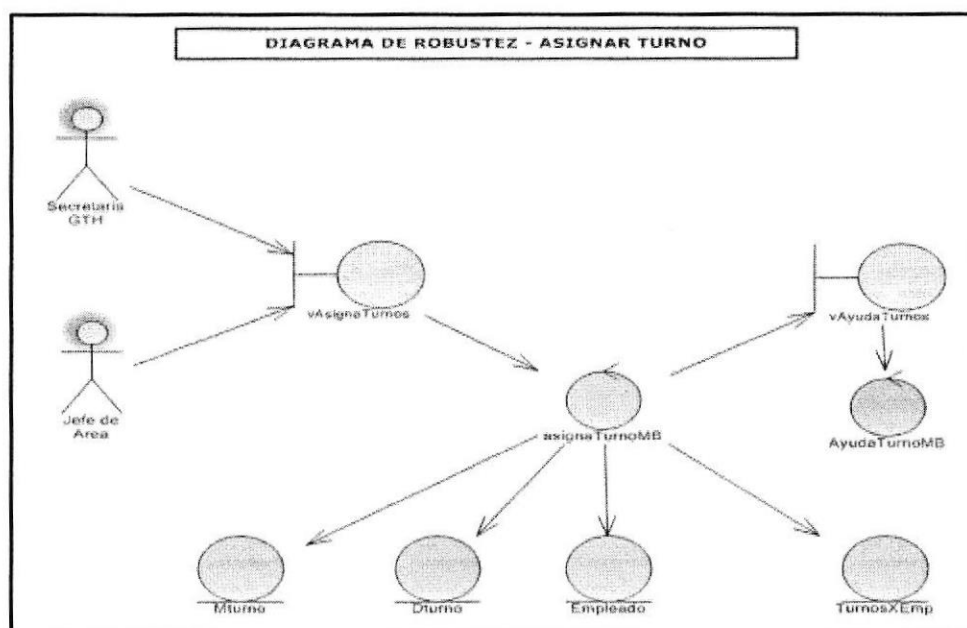 DIAGRAMA DE ROBUSTEZ - ASIGNAR TURNO
Secretaria
GTH
vAsignaTurnos
vAyudaTurnos
Jefe de
Area
asignaTurnoMB
AyudaTurnoMB
Mturno
Dturno
Empleado
TurnosXEmp